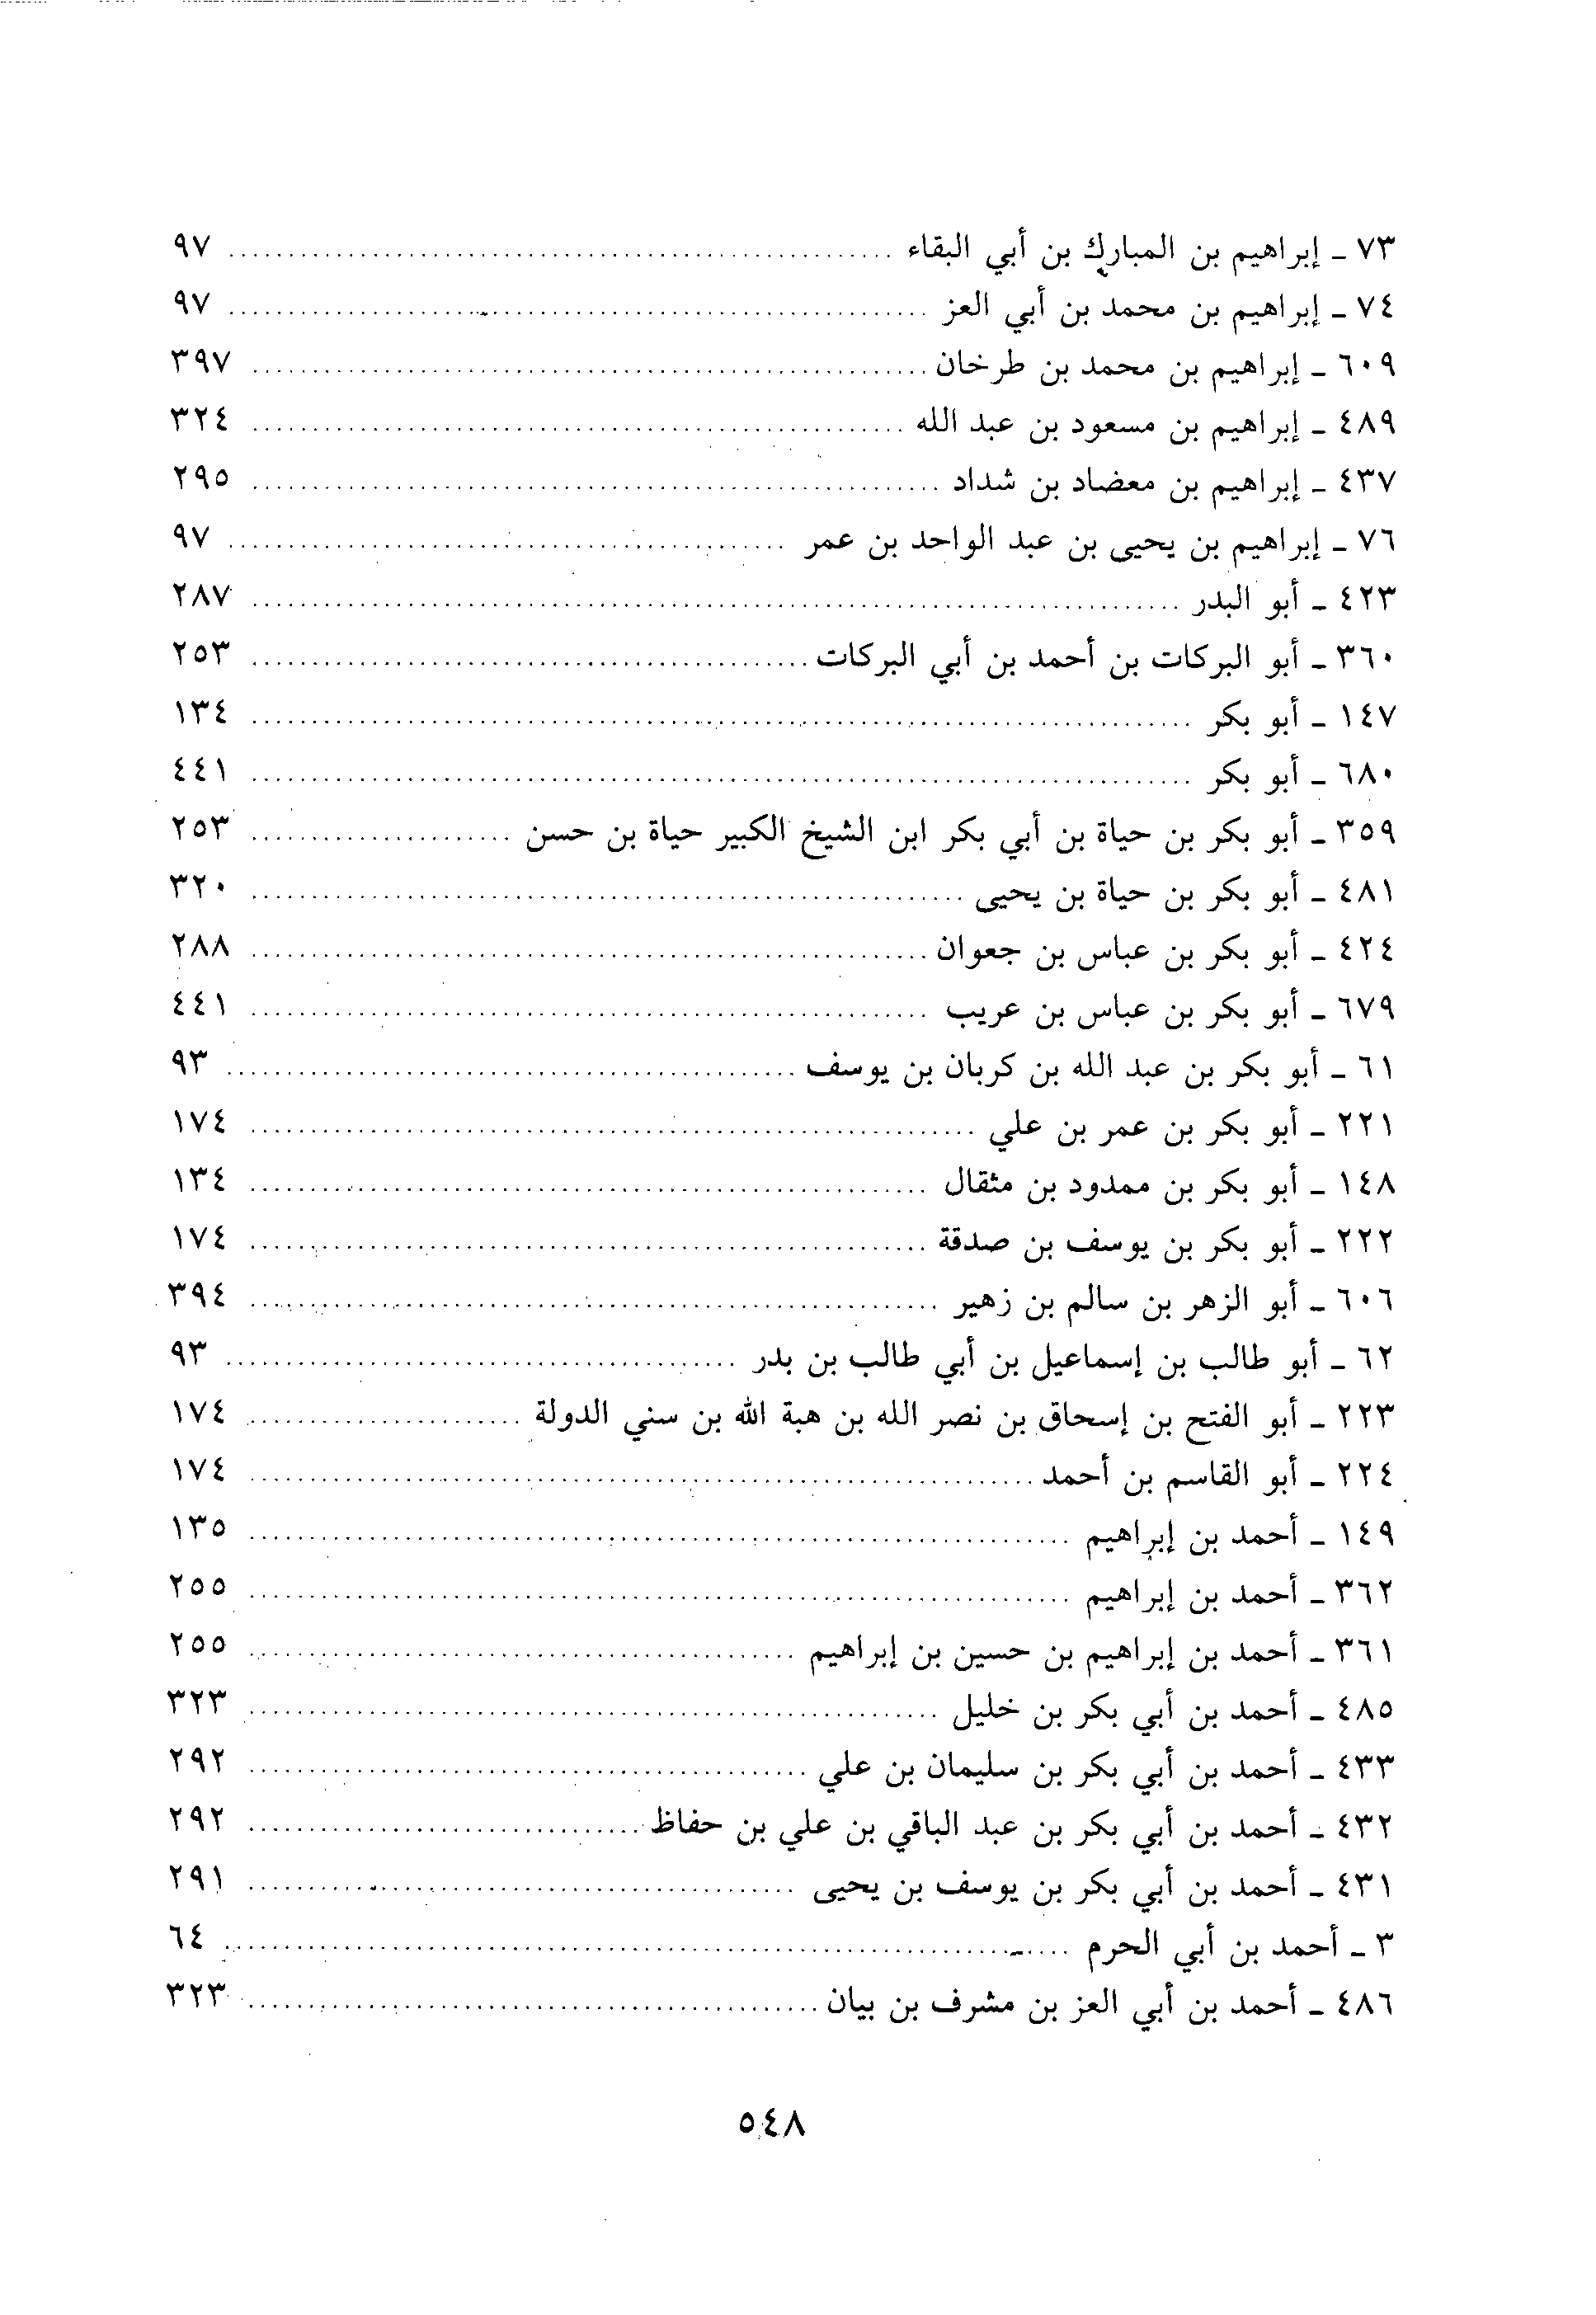 ٧٣ ـ إبراهيم بن المبارك بن أبي البقاء ........ ٩٧
٧٤ ـ إبراهيم بن محمد بن أبي العز ........ ٩٧
٦٠٩ ـ إبراهيم بن محمد بن طرخان ........ ٣٩٧
٤٨٩ ـ إبراهيم بن مسعود بن عبد الله ........ ٣٢٤
٤٣٧ ـ إبراهيم بن معضاد بن شداد ........ ٢٩٥
٧٦ ـ إبراهيم بن يحيى بن عبد الواحد بن عمر ........ ٩٧
٤٢٣ ـ أبو البدر ........ ٢٨٧
٣٦٠ ـ أبو البركات بن أحمد بن أبي البركات ........ ٢٥٣
١٤٧ ـ أبو بكر ........ ١٣٤
٦٨٠ ـ أبو بكر ........ ٤٤١
٣٥٩ ـ أبو بكر بن حياة بن أبي بكر ابن الشيخ الكبير حياة بن حسن ........ ٢٥٣
٤٨١ ـ أبو بكر بن حياة بن يحيى ........ ٣٢٠
٤٢٤ ـ أبو بكر بن عباس بن جعوان ........ ٢٨٨
٦٧٩ ـ أبو بكر بن عباس بن عريب ........ ٤٤١
٦١ ـ أبو بكر بن عبد الله بن كربان بن يوسف ........ ٩٣
٢٢١ ـ أبو بكر بن عمر بن علي ........ ١٧٤
١٤٨ ـ أبو بكر بن ممدود بن مثقال ........ ١٣٤
٢٢٢ ـ أبو بكر بن يوسف بن صدقة ........ ١٧٤
٦٠٦ ـ أبو الزهر بن سالم بن زهير ........ ٣٩٤
٦٢ ـ أبو طالب بن إسماعيل بن أبي طالب بن بدر ........ ٩٣
٢٢٣ ـ أبو الفتح بن إسحاق بن نصر الله بن هبة الله بن سني الدولة ........ ١٧٤
٢٢٤ ـ أبو القاسم بن أحمد ........ ١٧٤
١٤٩ ـ أحمد بن إبراهيم ........ ١٣٥
٣٦٢ ـ أحمد بن إبراهيم ........ ٢٥٥
٣٦١ ـ أحمد بن إبراهيم بن حسين بن إبراهيم ........ ٢٥٥
٤٨٥ ـ أحمد بن أبي بكر بن خليل ........ ٣٢٣
٤٣٣ ـ أحمد بن أبي بكر بن سليمان بن علي ........ ٢٩٢
٤٣٢ ـ أحمد بن أبي بكر بن عبد الباقي بن علي بن حفاظ ........ ٢٩٢
٤٣١ ـ أحمد بن أبي بكر بن يوسف بن يحيى ........ ٢٩١
٣ ـ أحمد بن أبي الحرم ........ ٦٤
٤٨٦ ـ أحمد بن أبي العز بن مشرف بن بيان ........ ٣٢٣
٥٤٨